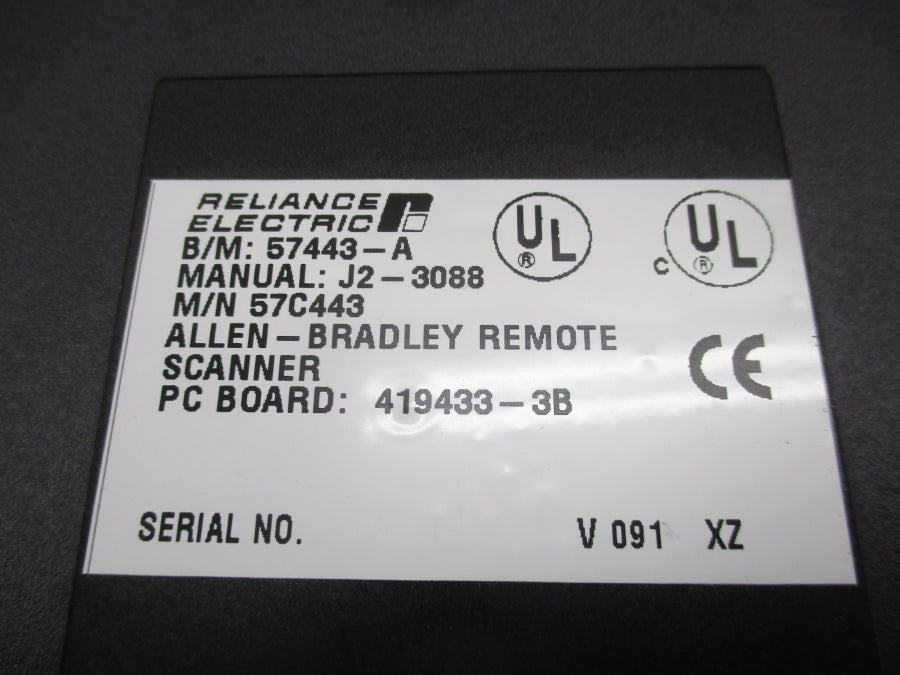 RELIANCE
ELECTRIC
B/M: 57443-A
MANUAL: J2-3088
M/N 57C443
ALLEN-BRADLEY REMOTE
SCANNER
PC BOARD: 419433-3B
SERIAL NO. V 091 XZ
UL ®
C UL ®
CE